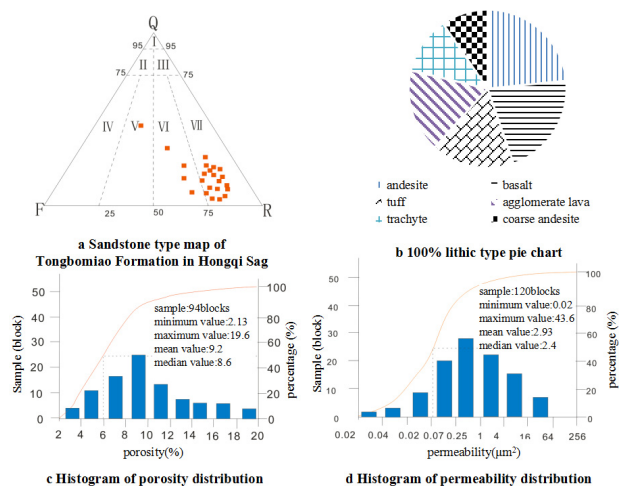 Q
95 I 95
II III
75 75
IV V VI VII
F 25 50 75 R
a Sandstone type map of
Tongbomiao Formation in Hongqi Sag
andesite basalt
tuff agglomerate lava
trachyte coarse andesite
b 100% lithic type pie chart
Sample (block)
50
40
30
20
10
0
sample:94blocks
minimum value:2.13
maximum value:19.6
mean value:9.2
median value:8.6
100
80
60
40
20
0
percentage (%)
2 4 6 8 10 12 14 16 18 20
porosity(%)
c Histogram of porosity distribution
Sample (block)
50
40
30
20
10
0
sample:120blocks
minimum value:0.02
maximum value:43.6
mean value:2.93
median value:2.4
100
80
60
40
20
0
percentage (%)
0.02 0.04 0.02 0.07 0.25 1 4 16 64 256
permeability(μm²)
d Histogram of permeability distribution